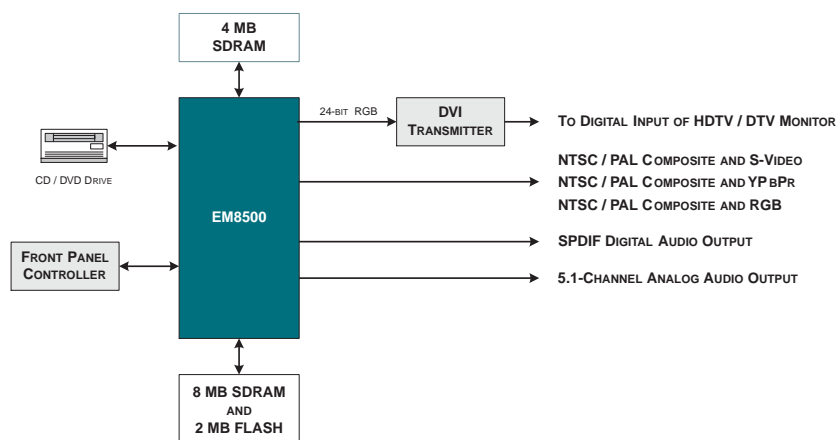 4 MB
SDRAM
24-BIT RGB
DVI
TRANSMITTER
TO DIGITAL INPUT OF HDTV / DTV MONITOR
CD / DVD DRIVE
NTSC / PAL COMPOSITE AND S-VIDEO
NTSC / PAL COMPOSITE AND YPBPR
NTSC / PAL COMPOSITE AND RGB
EM8500
SPDIF DIGITAL AUDIO OUTPUT
FRONT PANEL
CONTROLLER
5.1-CHANNEL ANALOG AUDIO OUTPUT
8 MB SDRAM
AND
2 MB FLASH